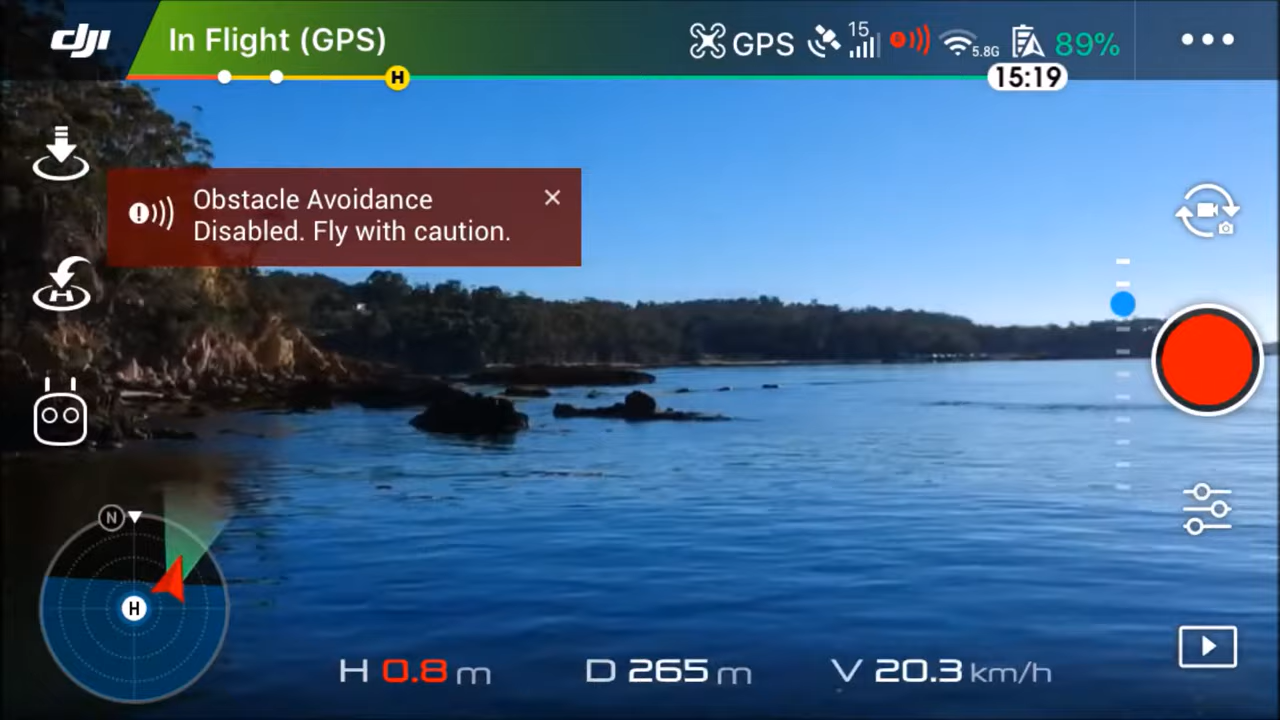 dji
In Flight (GPS)
GPS
15
5.8G
89%
H
15:19
Obstacle Avoidance
Disabled. Fly with caution.
H
N
H
H 0.8 m
D 265 m
V 20.3 km/h